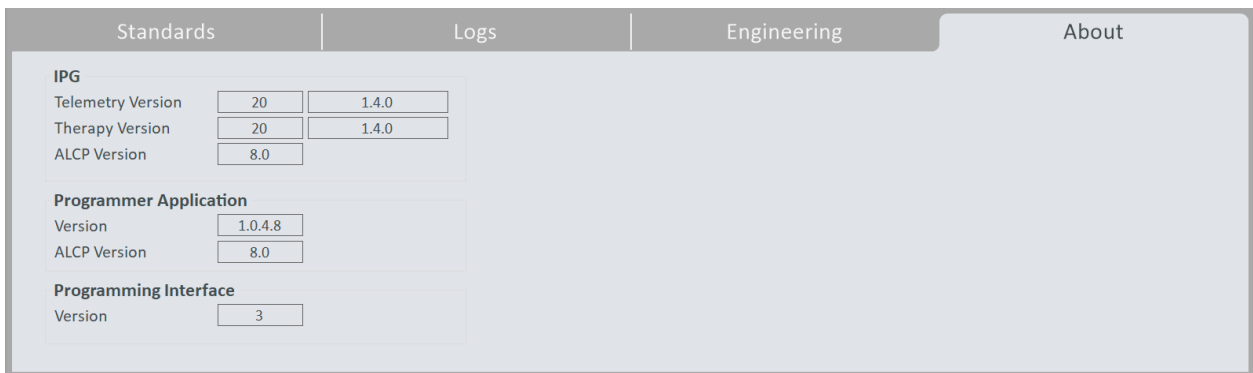 Standards Logs Engineering About
IPG
Telemetry Version 20 1.4.0
Therapy Version 20 1.4.0
ALCP Version 8.0
Programmer Application
Version 1.0.4.8
ALCP Version 8.0
Programming Interface
Version 3